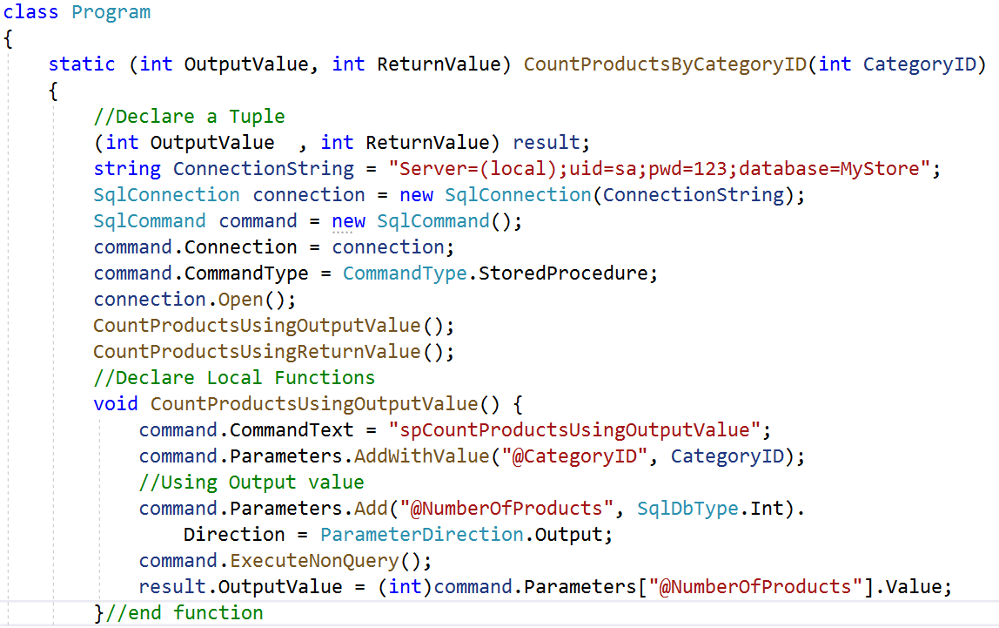 class Program
{
static (int OutputValue, int ReturnValue) CountProductsByCategoryID(int CategoryID)
{
//Declare a Tuple
(int OutputValue  , int ReturnValue) result;
string ConnectionString = "Server=(local);uid=sa;pwd=123;database=MyStore";
SqlConnection connection = new SqlConnection(ConnectionString);
SqlCommand command = new SqlCommand();
command.Connection = connection;
command.CommandType = CommandType.StoredProcedure;
connection.Open();
CountProductsUsingOutputValue();
CountProductsUsingReturnValue();
//Declare Local Functions
void CountProductsUsingOutputValue() {
command.CommandText = "spCountProductsUsingOutputValue";
command.Parameters.AddWithValue("@CategoryID", CategoryID);
//Using Output value
command.Parameters.Add("@NumberOfProducts", SqlDbType.Int).
Direction = ParameterDirection.Output;
command.ExecuteNonQuery();
result.OutputValue = (int)command.Parameters["@NumberOfProducts"].Value;
}//end function